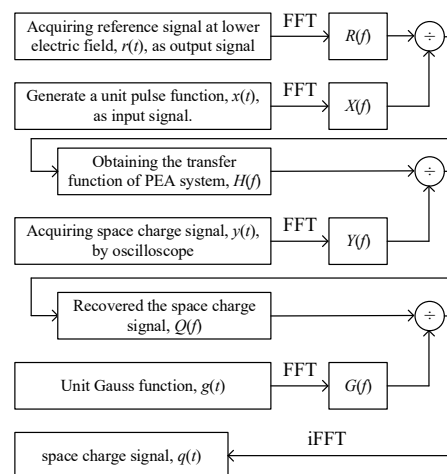 Acquiring reference signal at lower
electric field, r(t), as output signal
FFT
R(f)
÷
Generate a unit pulse function, x(t),
as input signal.
FFT
X(f)
Obtaining the transfer
function of PEA system, H(f)
÷
Acquiring space charge signal, y(t),
by oscilloscope
FFT
Y(f)
Recovered the space charge
signal, Q(f)
÷
Unit Gauss function, g(t)
FFT
G(f)
space charge signal, q(t)
iFFT